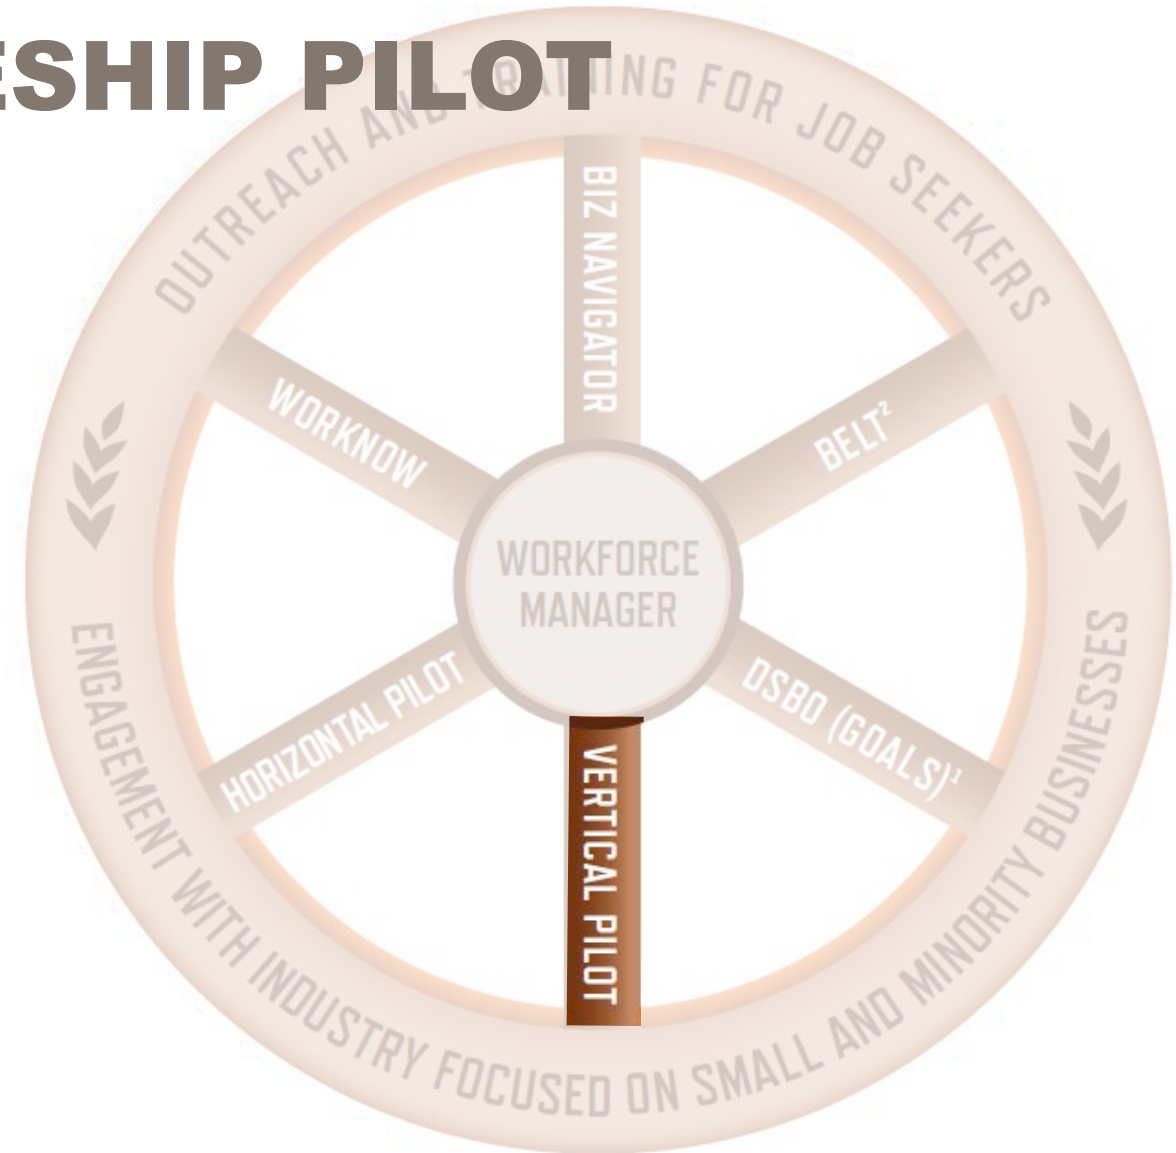 ESHIP PILOT
OUTREACH AND TRAINING FOR JOB SEEKERS
BIZ NAVIGATOR
WORKNOW
BELT²
WORKFORCE
MANAGER
HORIZONTAL PILOT
DSBO (GOALS)¹
VERTICAL PILOT
ENGAGEMENT WITH INDUSTRY FOCUSED ON SMALL AND MINORITY BUSINESSES